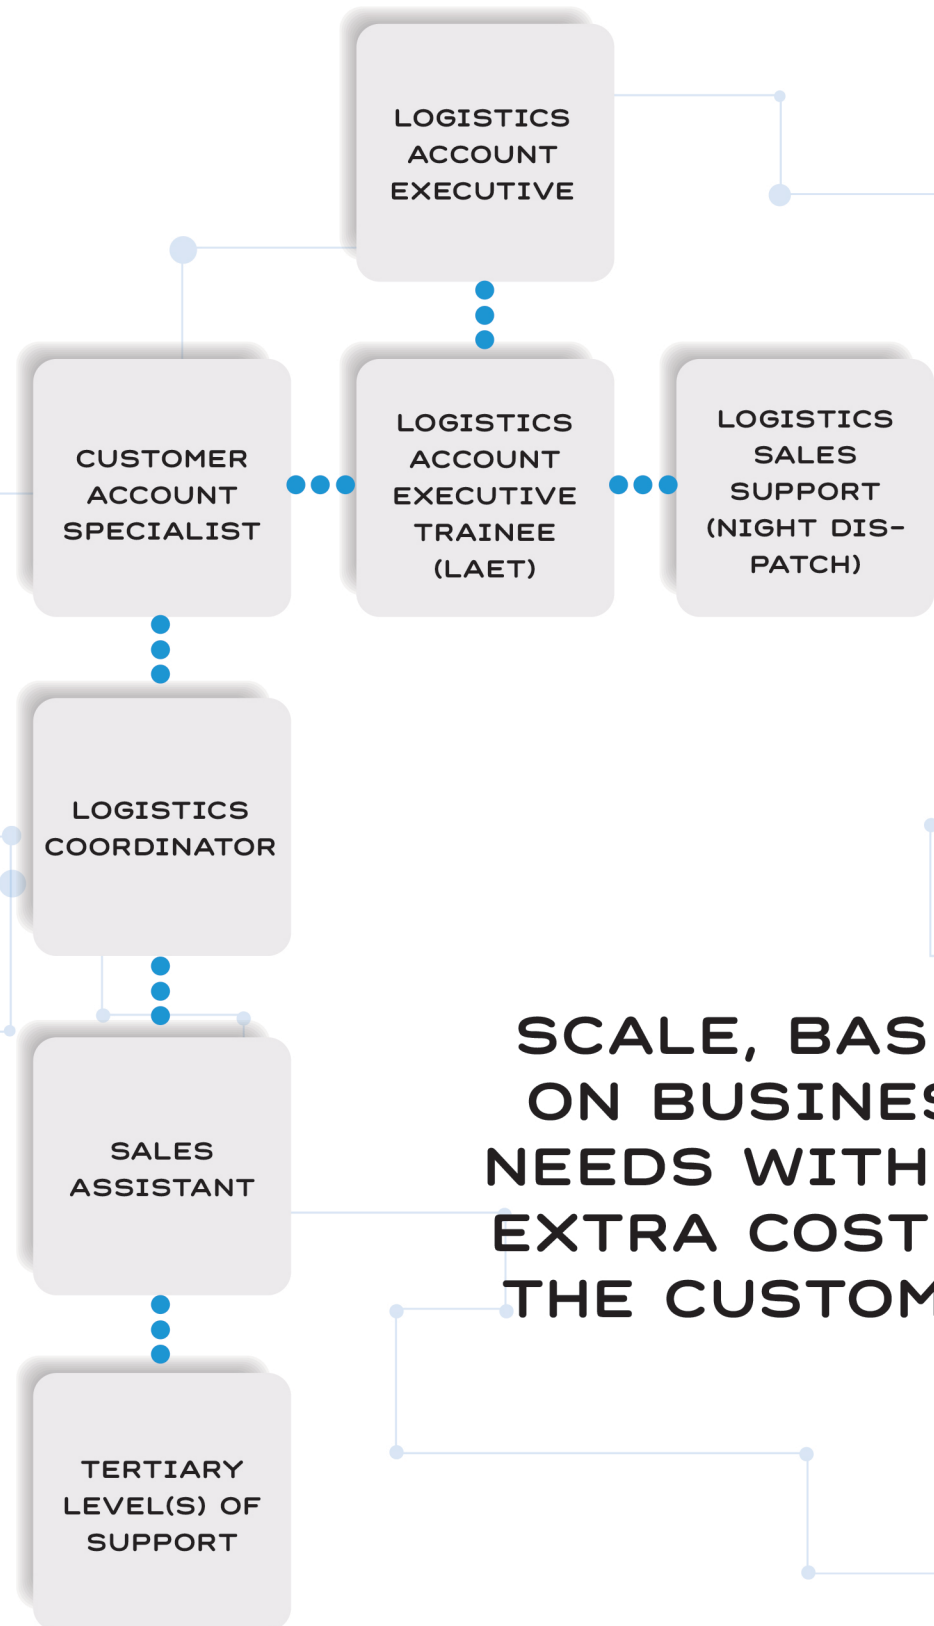 LOGISTICS
ACCOUNT
EXECUTIVE
CUSTOMER
ACCOUNT
SPECIALIST
LOGISTICS
ACCOUNT
EXECUTIVE
TRAINEE
(LAET)
LOGISTICS
SALES
SUPPORT
(NIGHT DIS-
PATCH)
LOGISTICS
COORDINATOR
SALES
ASSISTANT
TERTIARY
LEVEL(S) OF
SUPPORT
SCALE, BAS
ON BUSINES
NEEDS WITH
EXTRA COST
THE CUSTOM